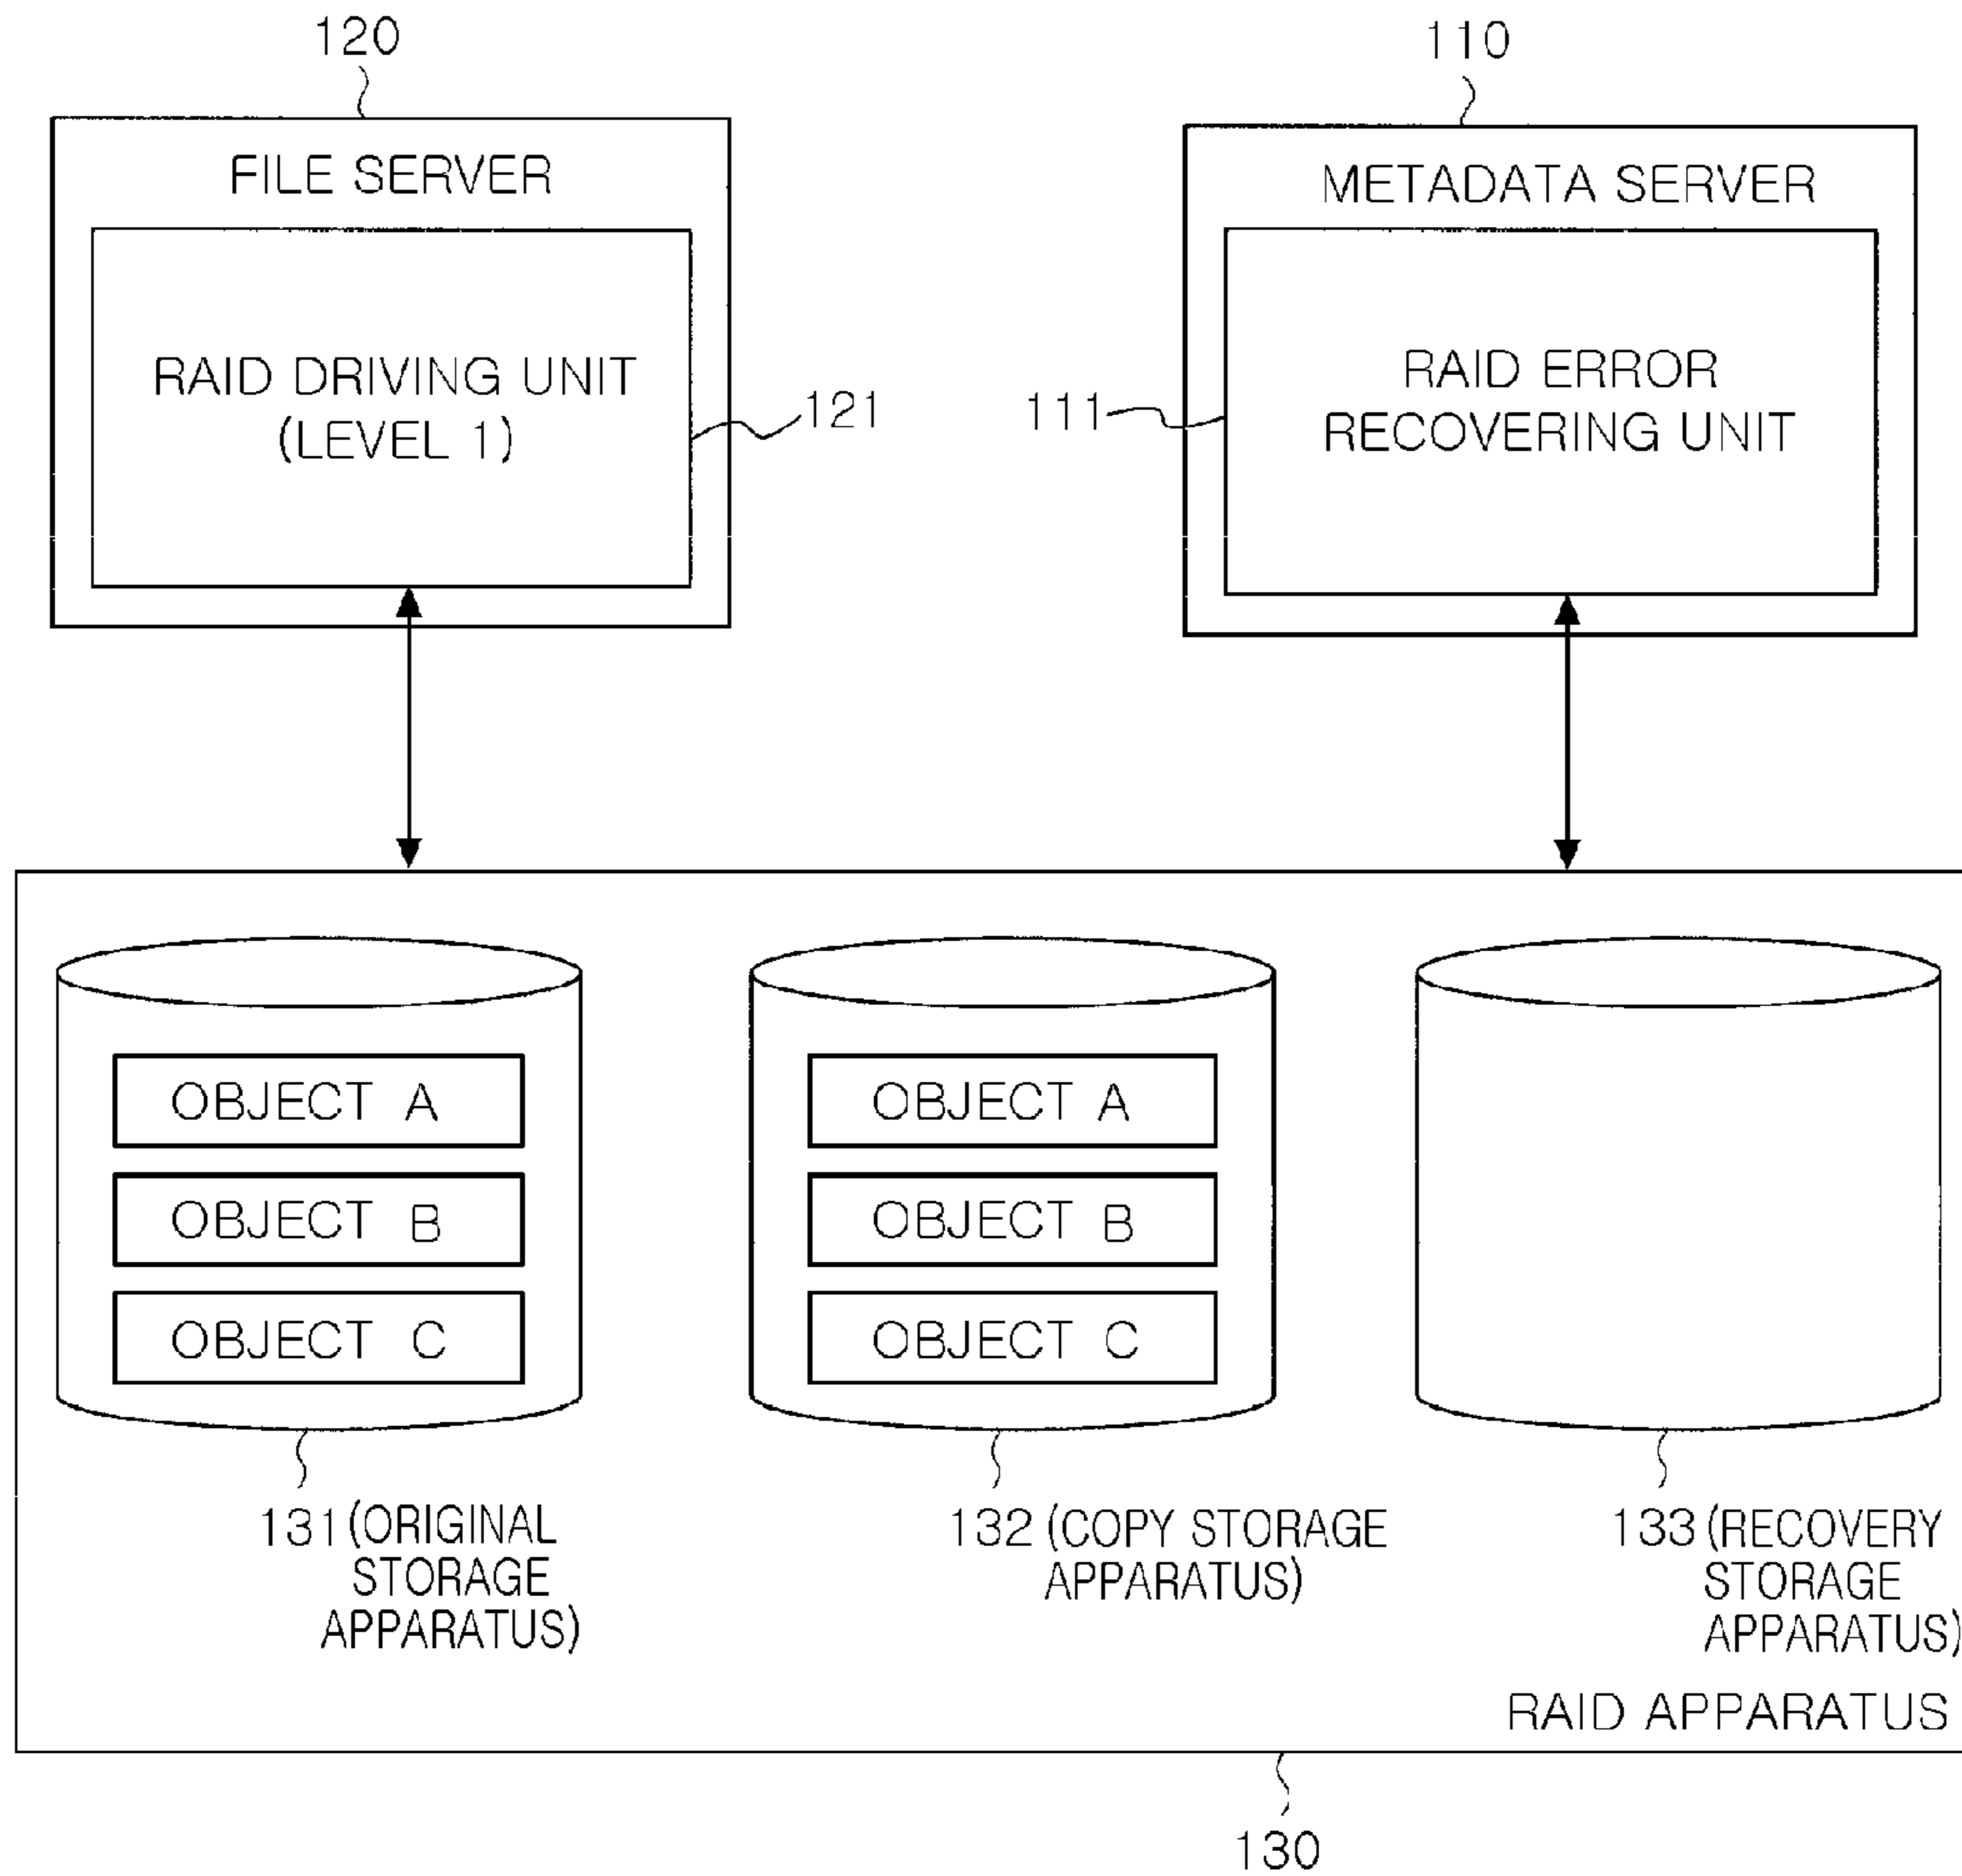 120
110
FILE SERVER
METADATA SERVER
RAID DRIVING UNIT
(LEVEL 1)
121
111
RAID ERROR
RECOVERING UNIT
OBJECT A
OBJECT B
OBJECT C
OBJECT A
OBJECT B
OBJECT C
131 (ORIGINAL
STORAGE
APPARATUS)
132 (COPY STORAGE
APPARATUS)
133 (RECOVERY
STORAGE
APPARATUS)
RAID APPARATUS
130